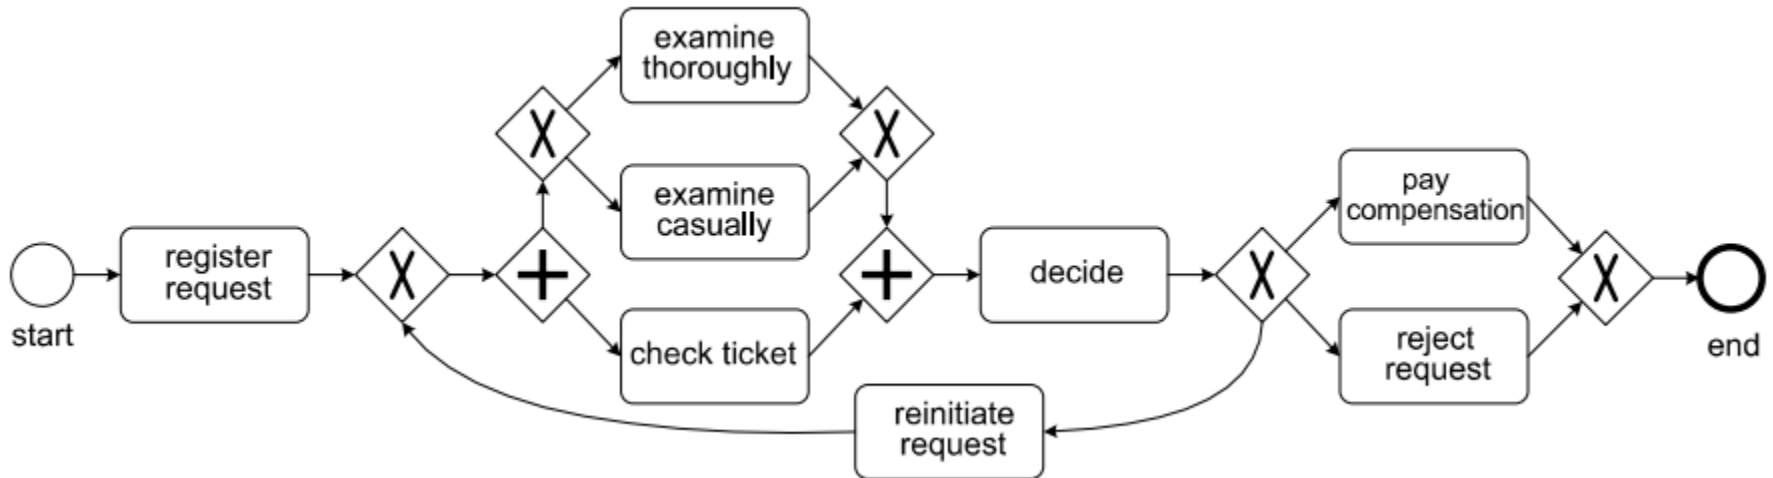 examine
thoroughly
examine
casually
pay
compensation
register
request
decide
start
check ticket
reject
request
end
reinitiate
request